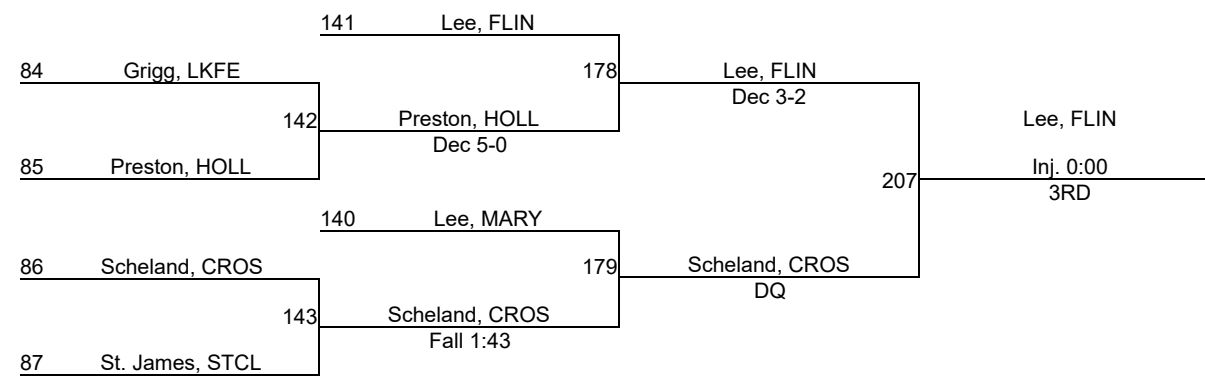 141 Lee, FLIN
84 Grigg, LKFE
178 Lee, FLIN
Dec 3-2
142 Preston, HOLL
Dec 5-0
Lee, FLIN
85 Preston, HOLL
Inj. 0:00
207
3RD
140 Lee, MARY
86 Scheland, CROS
179 Scheland, CROS
DQ
143 Scheland, CROS
Fall 1:43
87 St. James, STCL